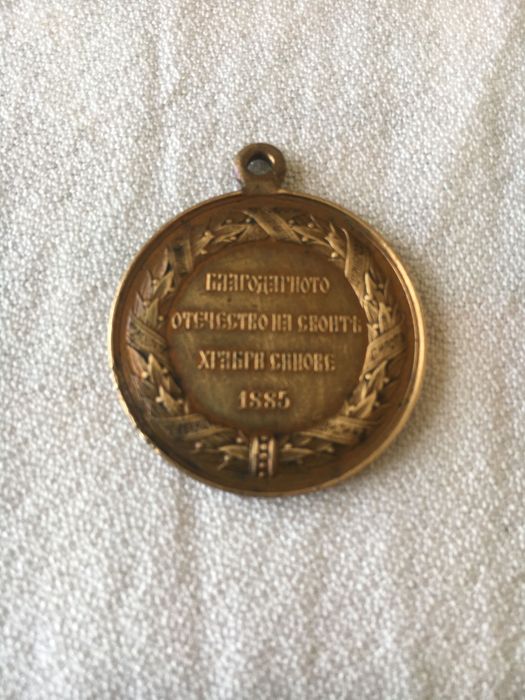 БЛАГОДАРНОТО
ОТЕЧЕСТВО НА СВОИТѢ
ХРАБРИ СИНОВЕ
1885